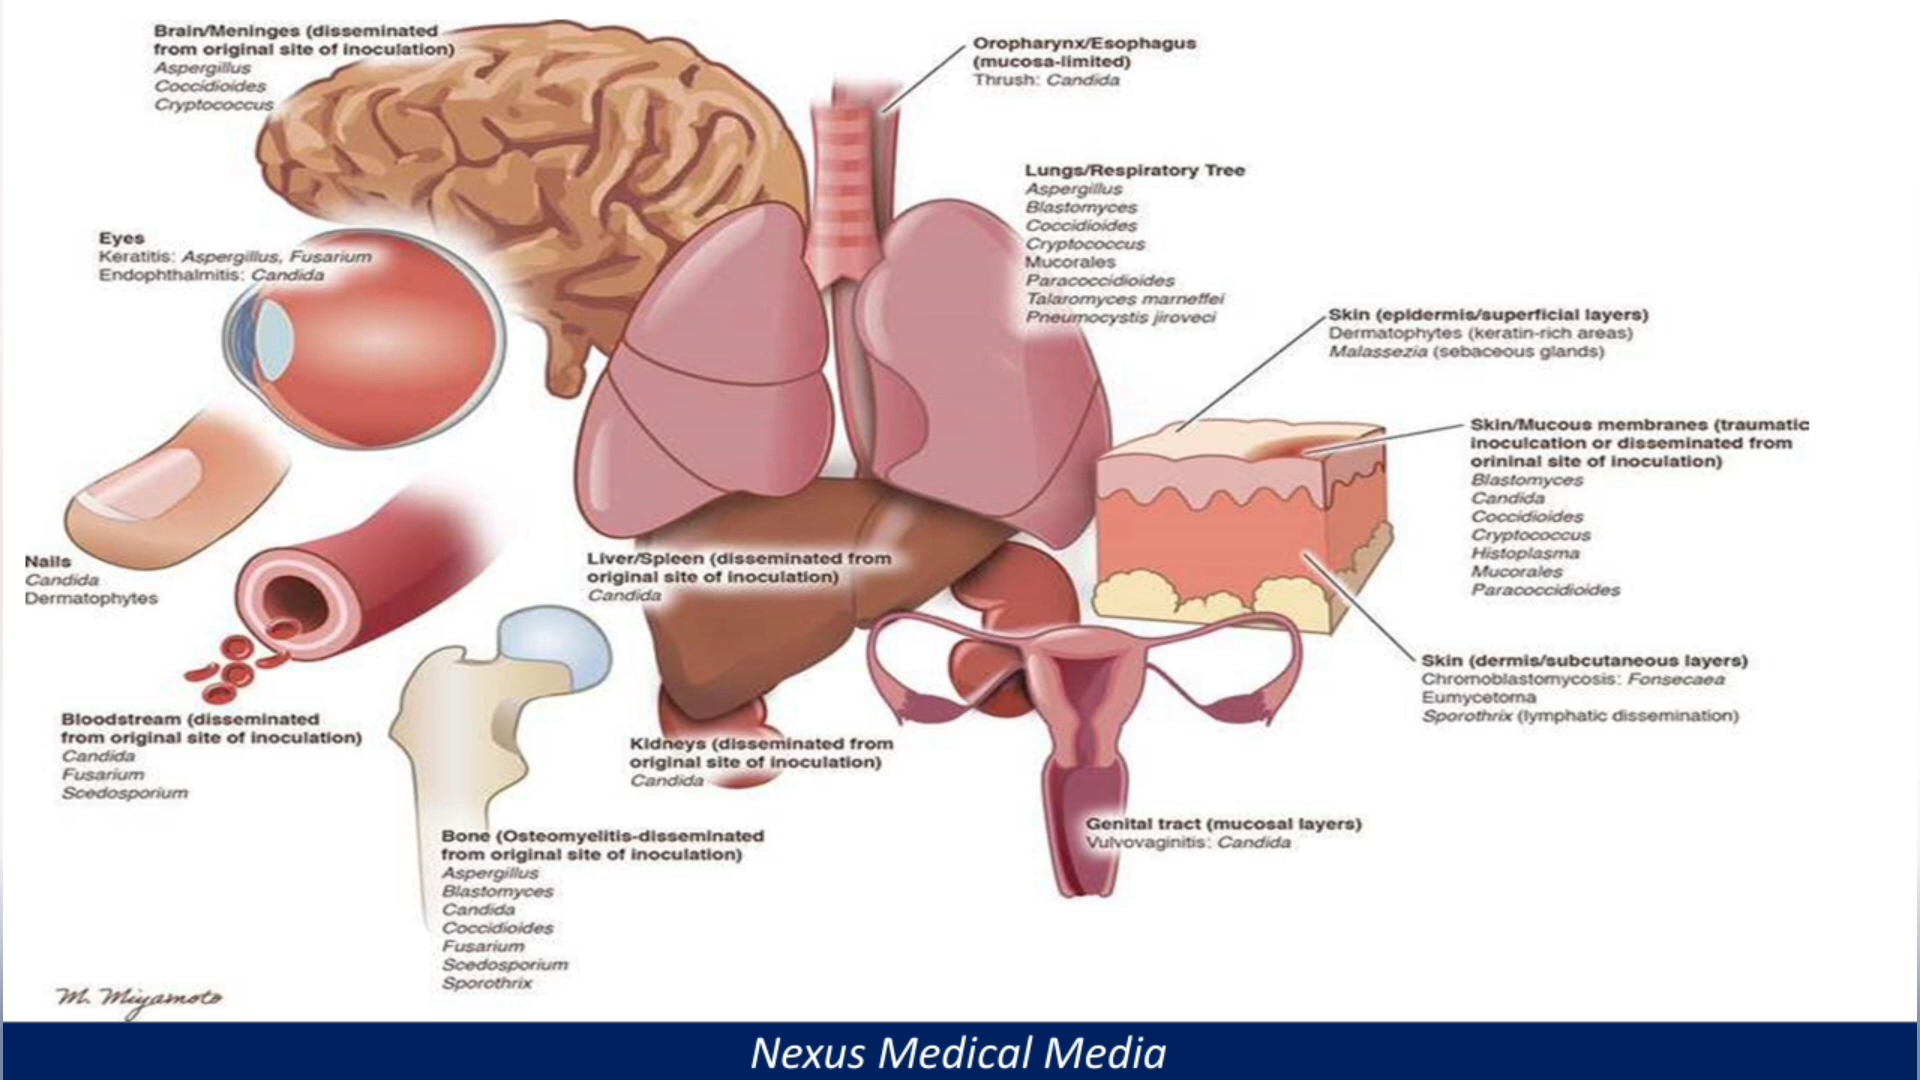 Brain/Meninges (disseminated
from original site of inoculation)
Aspergillus
Coccidioides
Cryptococcus
Oropharynx/Esophagus
(mucosa-limited)
Thrush: Candida
Lungs/Respiratory Tree
Aspergillus
Blastomyces
Coccidioides
Cryptococcus
Mucorales
Paracoccidioides
Talaromyces marneffei
Pneumocystis jiroveci
Eyes
Keratitis: Aspergillus, Fusarium
Endophthalmitis: Candida
Skin (epidermis/superficial layers)
Dermatophytes (keratin-rich areas)
Malassezia (sebaceous glands)
Skin/Mucous membranes (traumatic
inoculcation or disseminated from
orininal site of inoculation)
Blastomyces
Candida
Coccidioides
Cryptococcus
Histoplasma
Mucorales
Paracoccidioides
Nails
Candida
Dermatophytes
Liver/Spleen (disseminated from
original site of inoculation)
Candida
Skin (dermis/subcutaneous layers)
Chromoblastomycosis: Fonsecaea
Eumycetoma
Sporothrix (lymphatic dissemination)
Bloodstream (disseminated
from original site of inoculation)
Candida
Fusarium
Scedosporium
Kidneys (disseminated from
original site of inoculation)
Candida
Genital tract (mucosal layers)
Vulvovaginitis: Candida
Bone (Osteomyelitis-disseminated
from original site of inoculation)
Aspergillus
Blastomyces
Candida
Coccidioides
Fusarium
Scedosporium
Sporothrix
M. Miyamoto
Nexus Medical Media